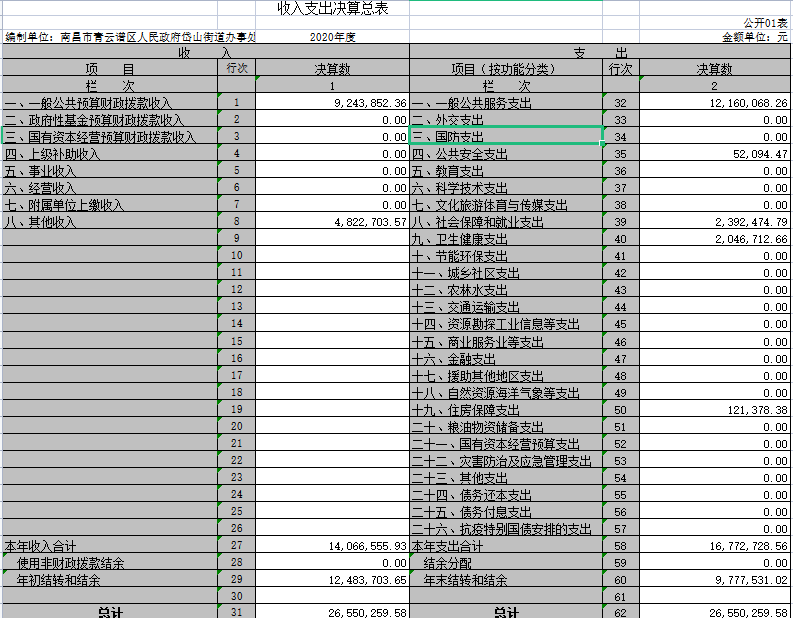 收入支出决算总表
公开01表
编制单位：南昌市青云谱区人民政府岱山街道办事处 2020年度 金额单位：元
收 入 支 出
项 目 行次 决算数 项目（按功能分类） 行次 决算数
栏 次 1 栏 次 2
一、一般公共预算财政拨款收入 1 9,243,852.36 一、一般公共服务支出 32 12,160,068.26
二、政府性基金预算财政拨款收入 2 0.00 二、外交支出 33 0.00
三、国有资本经营预算财政拨款收入 3 0.00 三、国防支出 34 0.00
四、上级补助收入 4 0.00 四、公共安全支出 35 52,094.47
五、事业收入 5 0.00 五、教育支出 36 0.00
六、经营收入 6 0.00 六、科学技术支出 37 0.00
七、附属单位上缴收入 7 0.00 七、文化旅游体育与传媒支出 38 0.00
八、其他收入 8 4,822,703.57 八、社会保障和就业支出 39 2,392,474.79
9 九、卫生健康支出 40 2,046,712.66
10 十、节能环保支出 41 0.00
11 十一、城乡社区支出 42 0.00
12 十二、农林水支出 43 0.00
13 十三、交通运输支出 44 0.00
14 十四、资源勘探工业信息等支出 45 0.00
15 十五、商业服务业等支出 46 0.00
16 十六、金融支出 47 0.00
17 十七、援助其他地区支出 48 0.00
18 十八、自然资源海洋气象等支出 49 0.00
19 十九、住房保障支出 50 121,378.38
20 二十、粮油物资储备支出 51 0.00
21 二十一、国有资本经营预算支出 52 0.00
22 二十二、灾害防治及应急管理支出 53 0.00
23 二十三、其他支出 54 0.00
24 二十四、债务还本支出 55 0.00
25 二十五、债务付息支出 56 0.00
26 二十六、抗疫特别国债安排的支出 57 0.00
本年收入合计 27 14,066,555.93 本年支出合计 58 16,772,728.56
使用非财政拨款结余 28 0.00 结余分配 59 0.00
年初结转和结余 29 12,483,703.65 年末结转和结余 60 9,777,531.02
30 61
总计 31 26,550,259.58 总计 62 26,550,259.58